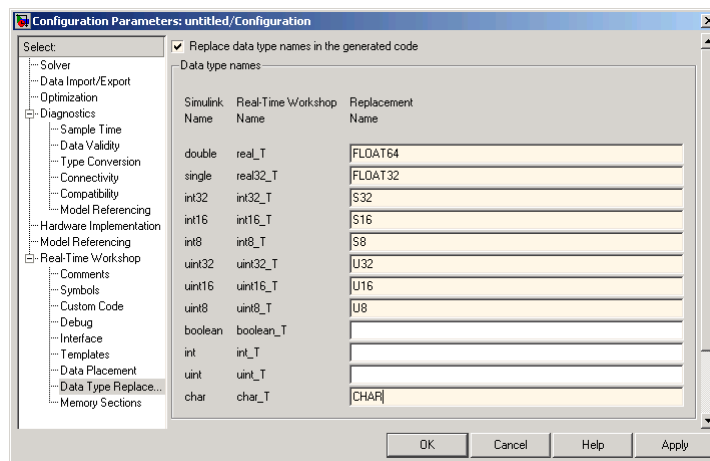 Configuration Parameters: untitled/Configuration
Select:
Solver
Data Import/Export
Optimization
Diagnostics
Sample Time
Data Validity
Type Conversion
Connectivity
Compatibility
Model Referencing
Hardware Implementation
Model Referencing
Real-Time Workshop
Comments
Symbols
Custom Code
Debug
Interface
Templates
Data Placement
Data Type Replace...
Memory Sections
Replace data type names in the generated code
Data type names
Simulink Real-Time Workshop Replacement
Name Name Name
double real_T FLOAT64
single real32_T FLOAT32
int32 int32_T S32
int16 int16_T S16
int8 int8_T S8
uint32 uint32_T U32
uint16 uint16_T U16
uint8 uint8_T U8
boolean boolean_T
int int_T
uint uint_T
char char_T CHAR
OK Cancel Help Apply